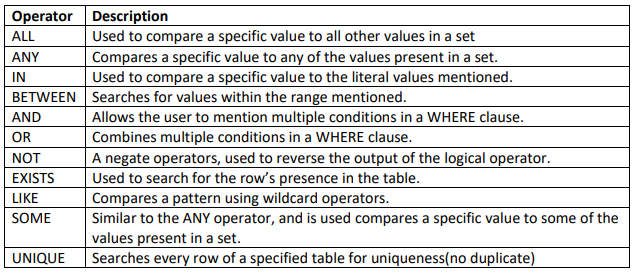 Operator Description
ALL Used to compare a specific value to all other values in a set
ANY Compares a specific value to any of the values present in a set.
IN Used to compare a specific value to the literal values mentioned.
BETWEEN Searches for values within the range mentioned.
AND Allows the user to mention multiple conditions in a WHERE clause.
OR Combines multiple conditions in a WHERE clause.
NOT A negate operators, used to reverse the output of the logical operator.
EXISTS Used to search for the row’s presence in the table.
LIKE Compares a pattern using wildcard operators.
SOME Similar to the ANY operator, and is used compares a specific value to some of the
values present in a set.
UNIQUE Searches every row of a specified table for uniqueness(no duplicate)